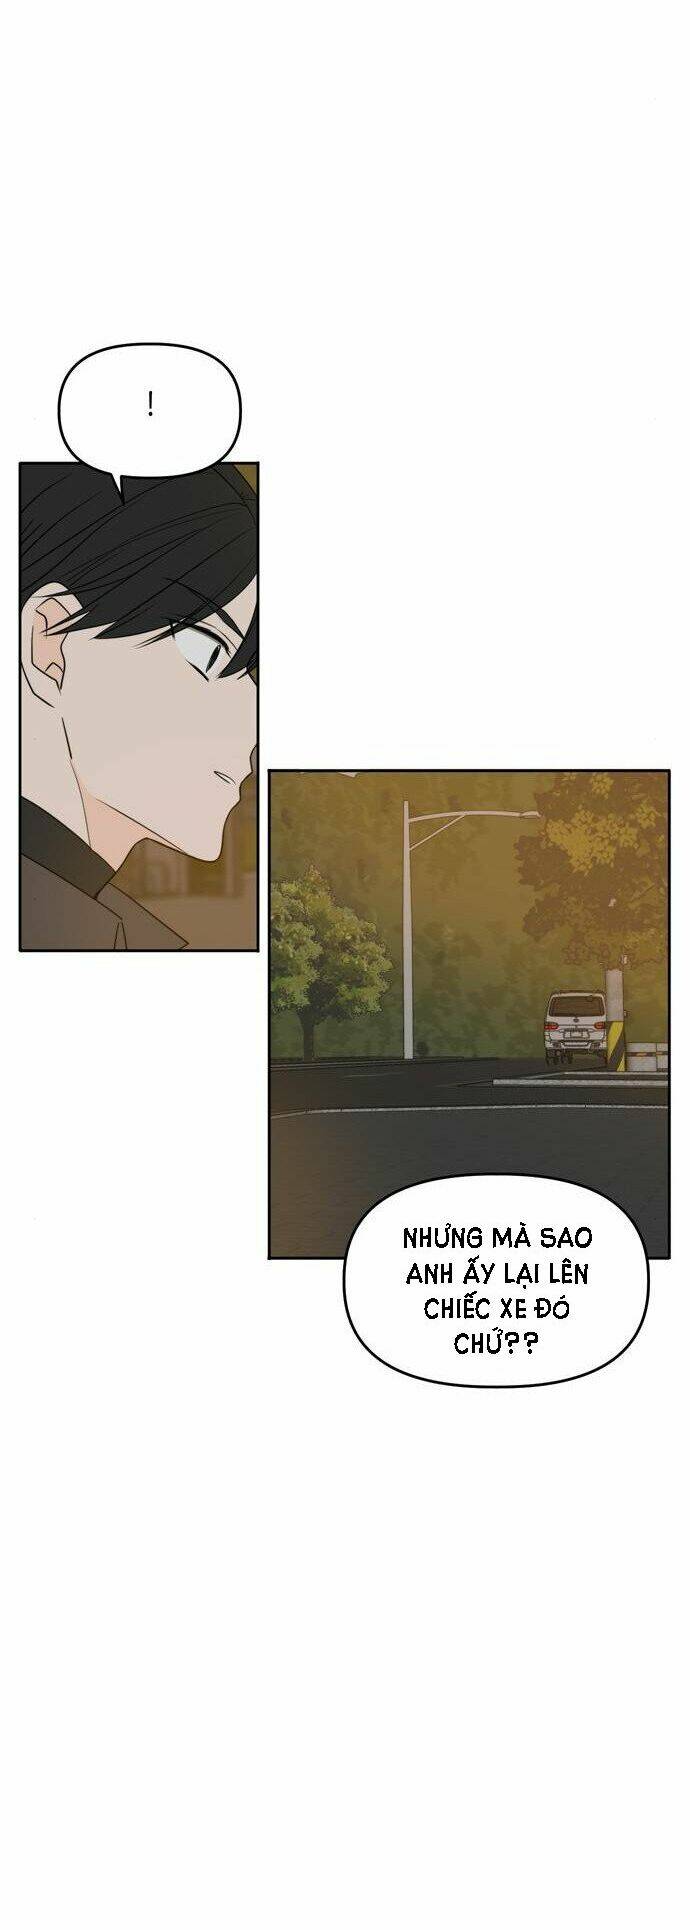 !
NHƯNG MÀ SAO
ANH ẤY LẠI LÊN
CHIẾC XE ĐÓ
CHỨ??